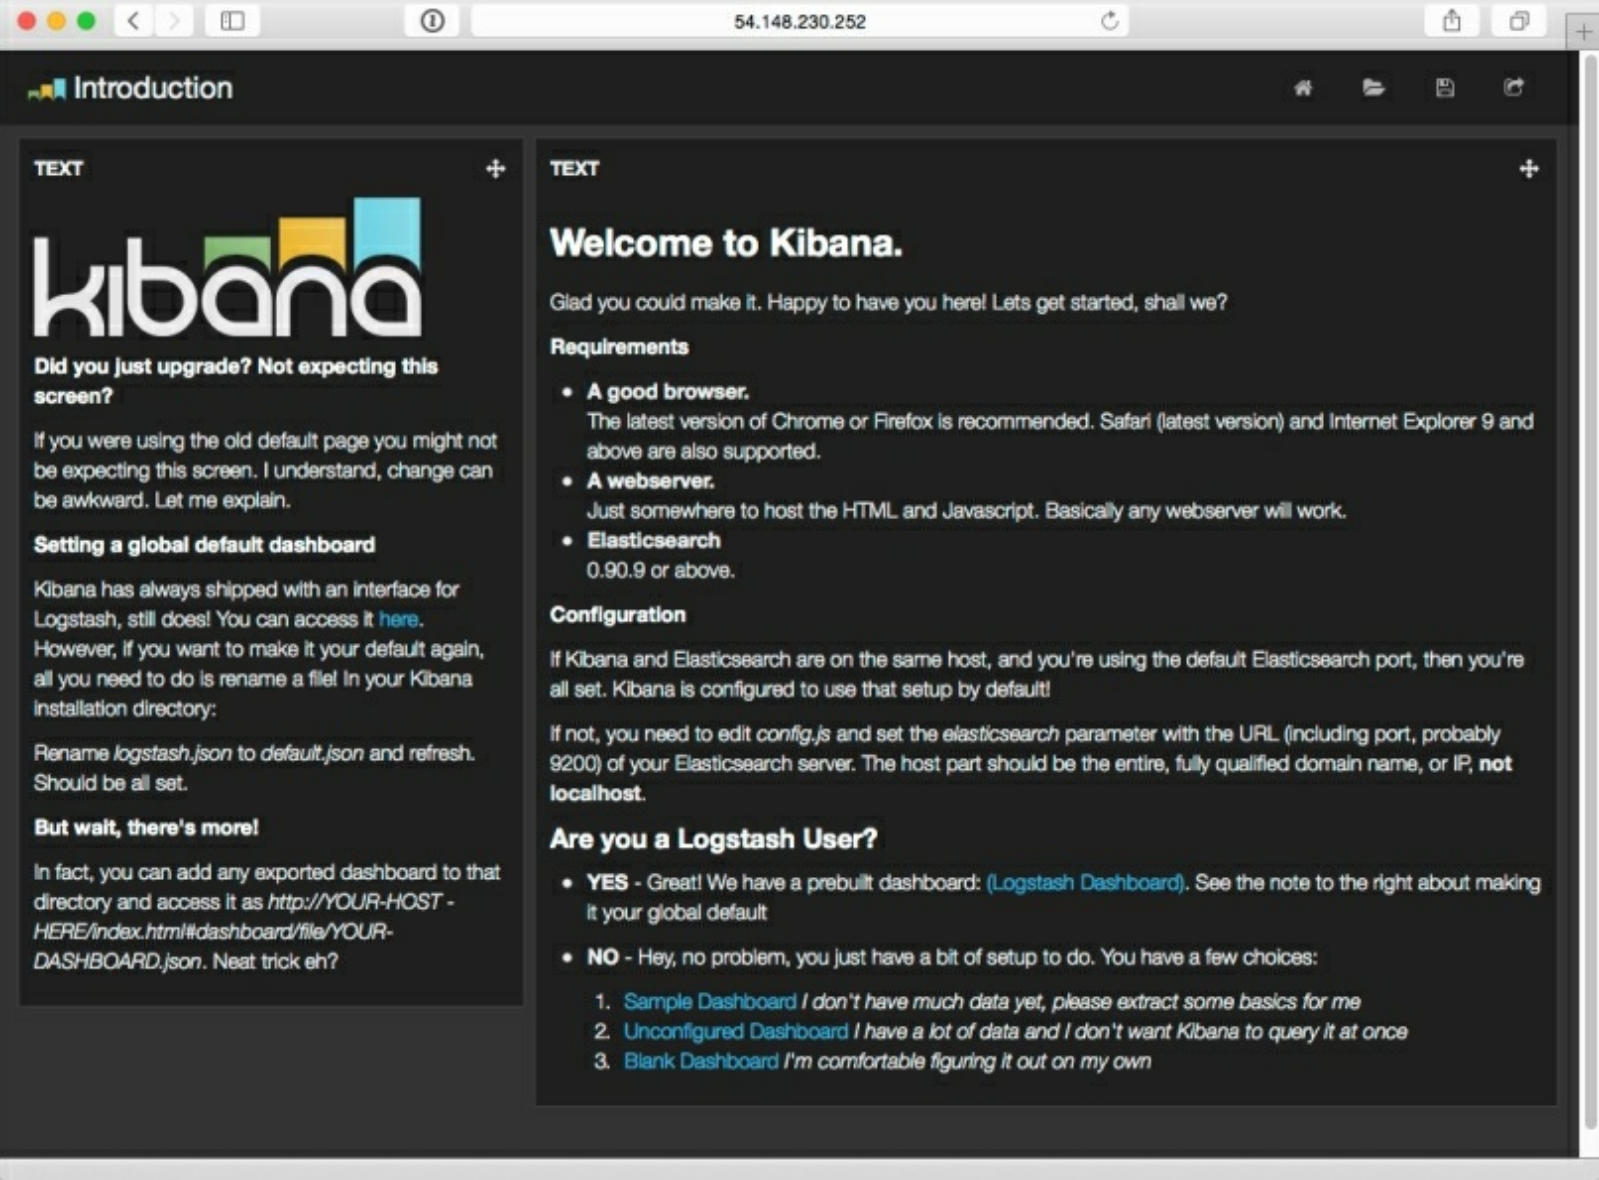 54.148.230.252
Introduction
TEXT
kibana
Did you just upgrade? Not expecting this
screen?
If you were using the old default page you might not
be expecting this screen. I understand, change can
be awkward. Let me explain.
Setting a global default dashboard
Kibana has always shipped with an interface for
Logstash, still does! You can access it here.
However, if you want to make it your default again,
all you need to do is rename a file! In your Kibana
installation directory:
Rename logstash.json to default.json and refresh.
Should be all set.
But wait, there's more!
In fact, you can add any exported dashboard to that
directory and access it as http://YOUR-HOST -
HERE/index.html#dashboard/file/YOUR-
DASHBOARD.json. Neat trick eh?
TEXT
Welcome to Kibana.
Glad you could make it. Happy to have you here! Lets get started, shall we?
Requirements
• A good browser.
The latest version of Chrome or Firefox is recommended. Safari (latest version) and Internet Explorer 9 and
above are also supported.
• A webserver.
Just somewhere to host the HTML and Javascript. Basically any webserver will work.
• Elasticsearch
0.90.9 or above.
Configuration
If Kibana and Elasticsearch are on the same host, and you're using the default Elasticsearch port, then you're
all set. Kibana is configured to use that setup by default!
If not, you need to edit config.js and set the elasticsearch parameter with the URL (including port, probably
9200) of your Elasticsearch server. The host part should be the entire, fully qualified domain name, or IP, not
localhost.
Are you a Logstash User?
• YES - Great! We have a prebuilt dashboard: (Logstash Dashboard). See the note to the right about making
it your global default
• NO - Hey, no problem, you just have a bit of setup to do. You have a few choices:
1. Sample Dashboard I don't have much data yet, please extract some basics for me
2. Unconfigured Dashboard I have a lot of data and I don't want Kibana to query it at once
3. Blank Dashboard I'm comfortable figuring it out on my own